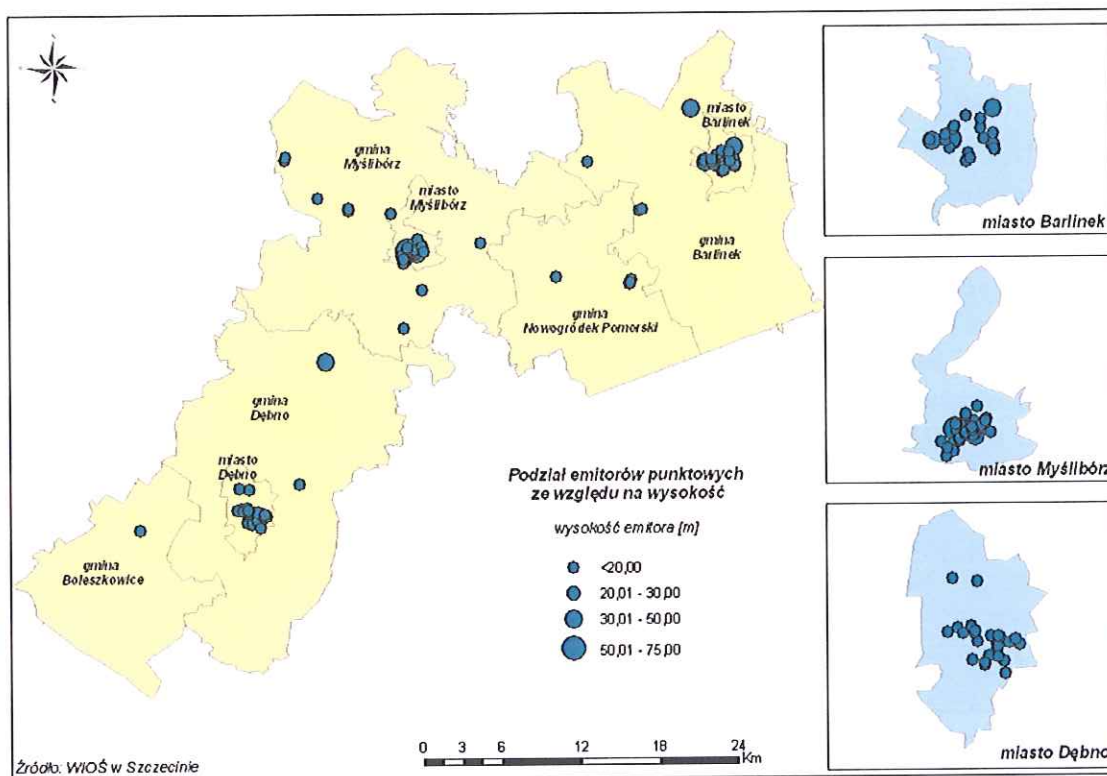 miasto
Barlinek
gmina
Myślibórz
miasto
Myślibórz
gmina
Barlinek
gmina
Nowogródek Pomorski
gmina
Dębno
miasto
Dębno
gmina
Boleszkowice
Podział emitorów punktowych
ze względu na wysokość
wysokość emitora [m]
<20,00
20,01 - 30,00
30,01 - 50,00
50,01 - 75,00
0 3 6 12 18 24
Km
Źródło: WIOŚ w Szczecinie
miasto Barlinek
miasto Myślibórz
miasto Dębno